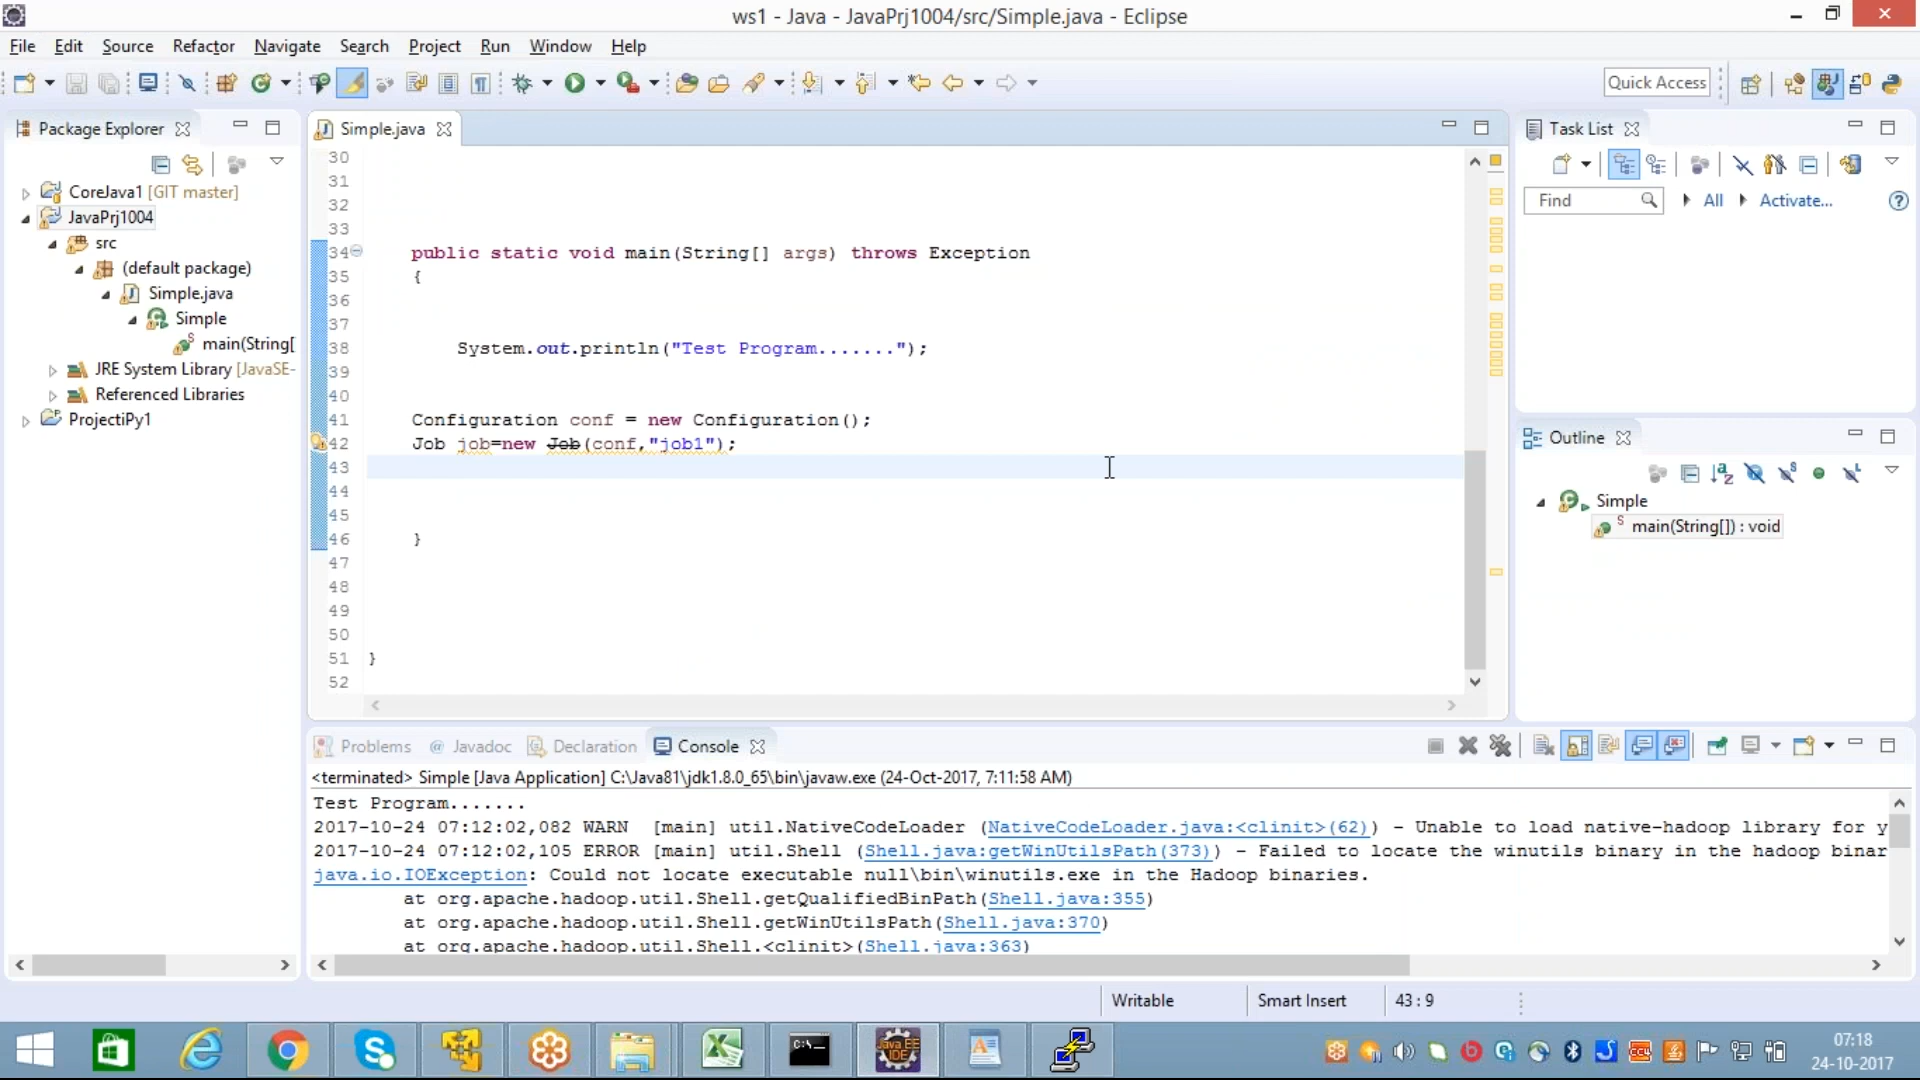 ws1 - Java - JavaPrj1004/src/Simple.java - Eclipse
File Edit Source Refactor Navigate Search Project Run Window Help
Quick Access
Package Explorer
CoreJava1 [GIT master]
JavaPrj1004
src
(default package)
Simple.java
Simple
main(String[
JRE System Library [JavaSE-
Referenced Libraries
ProjectiPy1
Simple.java
30
31
32
33
34 public static void main(String[] args) throws Exception
35 {
36
37
38 System.out.println("Test Program.......");
39
40
41 Configuration conf = new Configuration();
42 Job job=new Job(conf,"job1");
43
44
45
46 }
47
48
49
50
51 }
52
Task List
Find All Activate...
Outline
Simple
main(String[]) : void
Problems @ Javadoc Declaration Console
<terminated> Simple [Java Application] C:\Java81\jdk1.8.0_65\bin\javaw.exe (24-Oct-2017, 7:11:58 AM)
Test Program.......
2017-10-24 07:12:02,082 WARN [main] util.NativeCodeLoader (NativeCodeLoader.java:<clinit>(62)) - Unable to load native-hadoop library for y
2017-10-24 07:12:02,105 ERROR [main] util.Shell (Shell.java:getWinUtilsPath(373)) - Failed to locate the winutils binary in the hadoop binar
java.io.IOException: Could not locate executable null\bin\winutils.exe in the Hadoop binaries.
at org.apache.hadoop.util.Shell.getQualifiedBinPath(Shell.java:355)
at org.apache.hadoop.util.Shell.getWinUtilsPath(Shell.java:370)
at org.apache.hadoop.util.Shell.<clinit>(Shell.java:363)
Writable Smart Insert 43 : 9
Java EE
IDE
07:18
24-10-2017